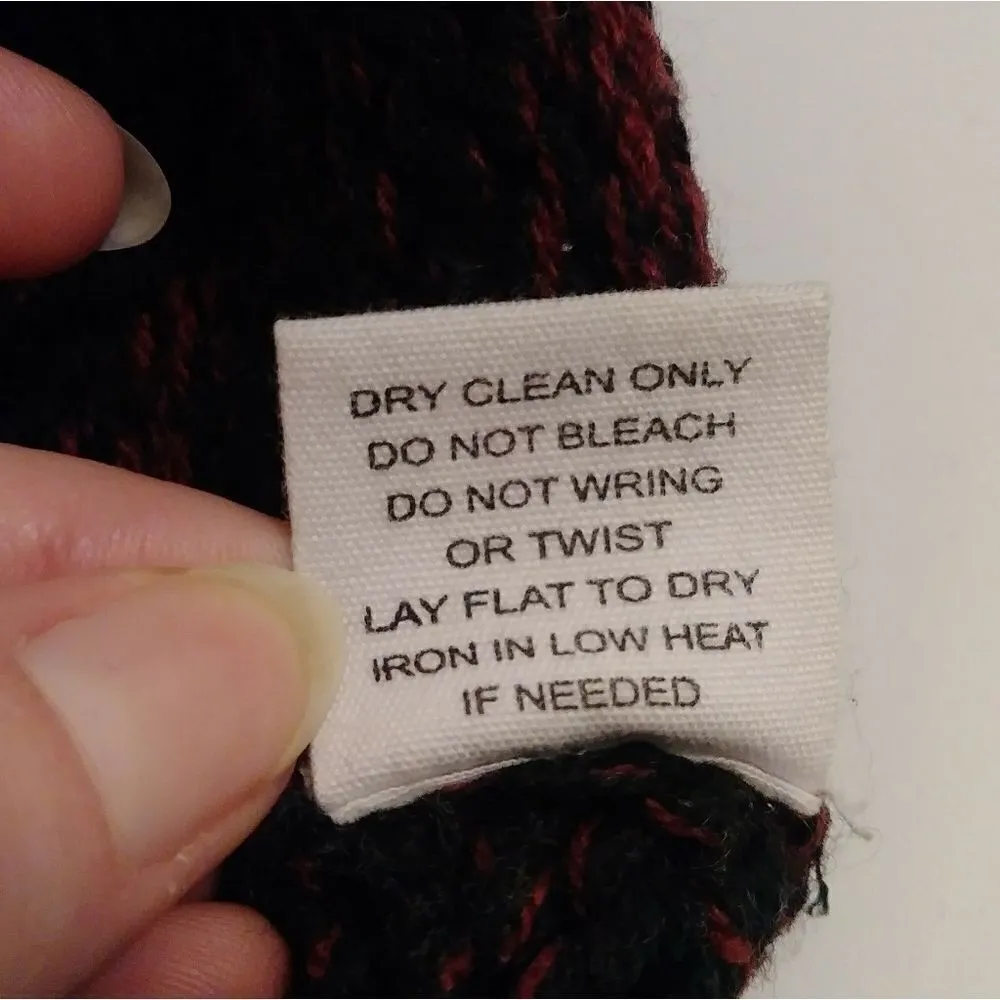 DRY CLEAN ONLY
DO NOT BLEACH
DO NOT WRING
OR TWIST
LAY FLAT TO DRY
IRON IN LOW HEAT
IF NEEDED